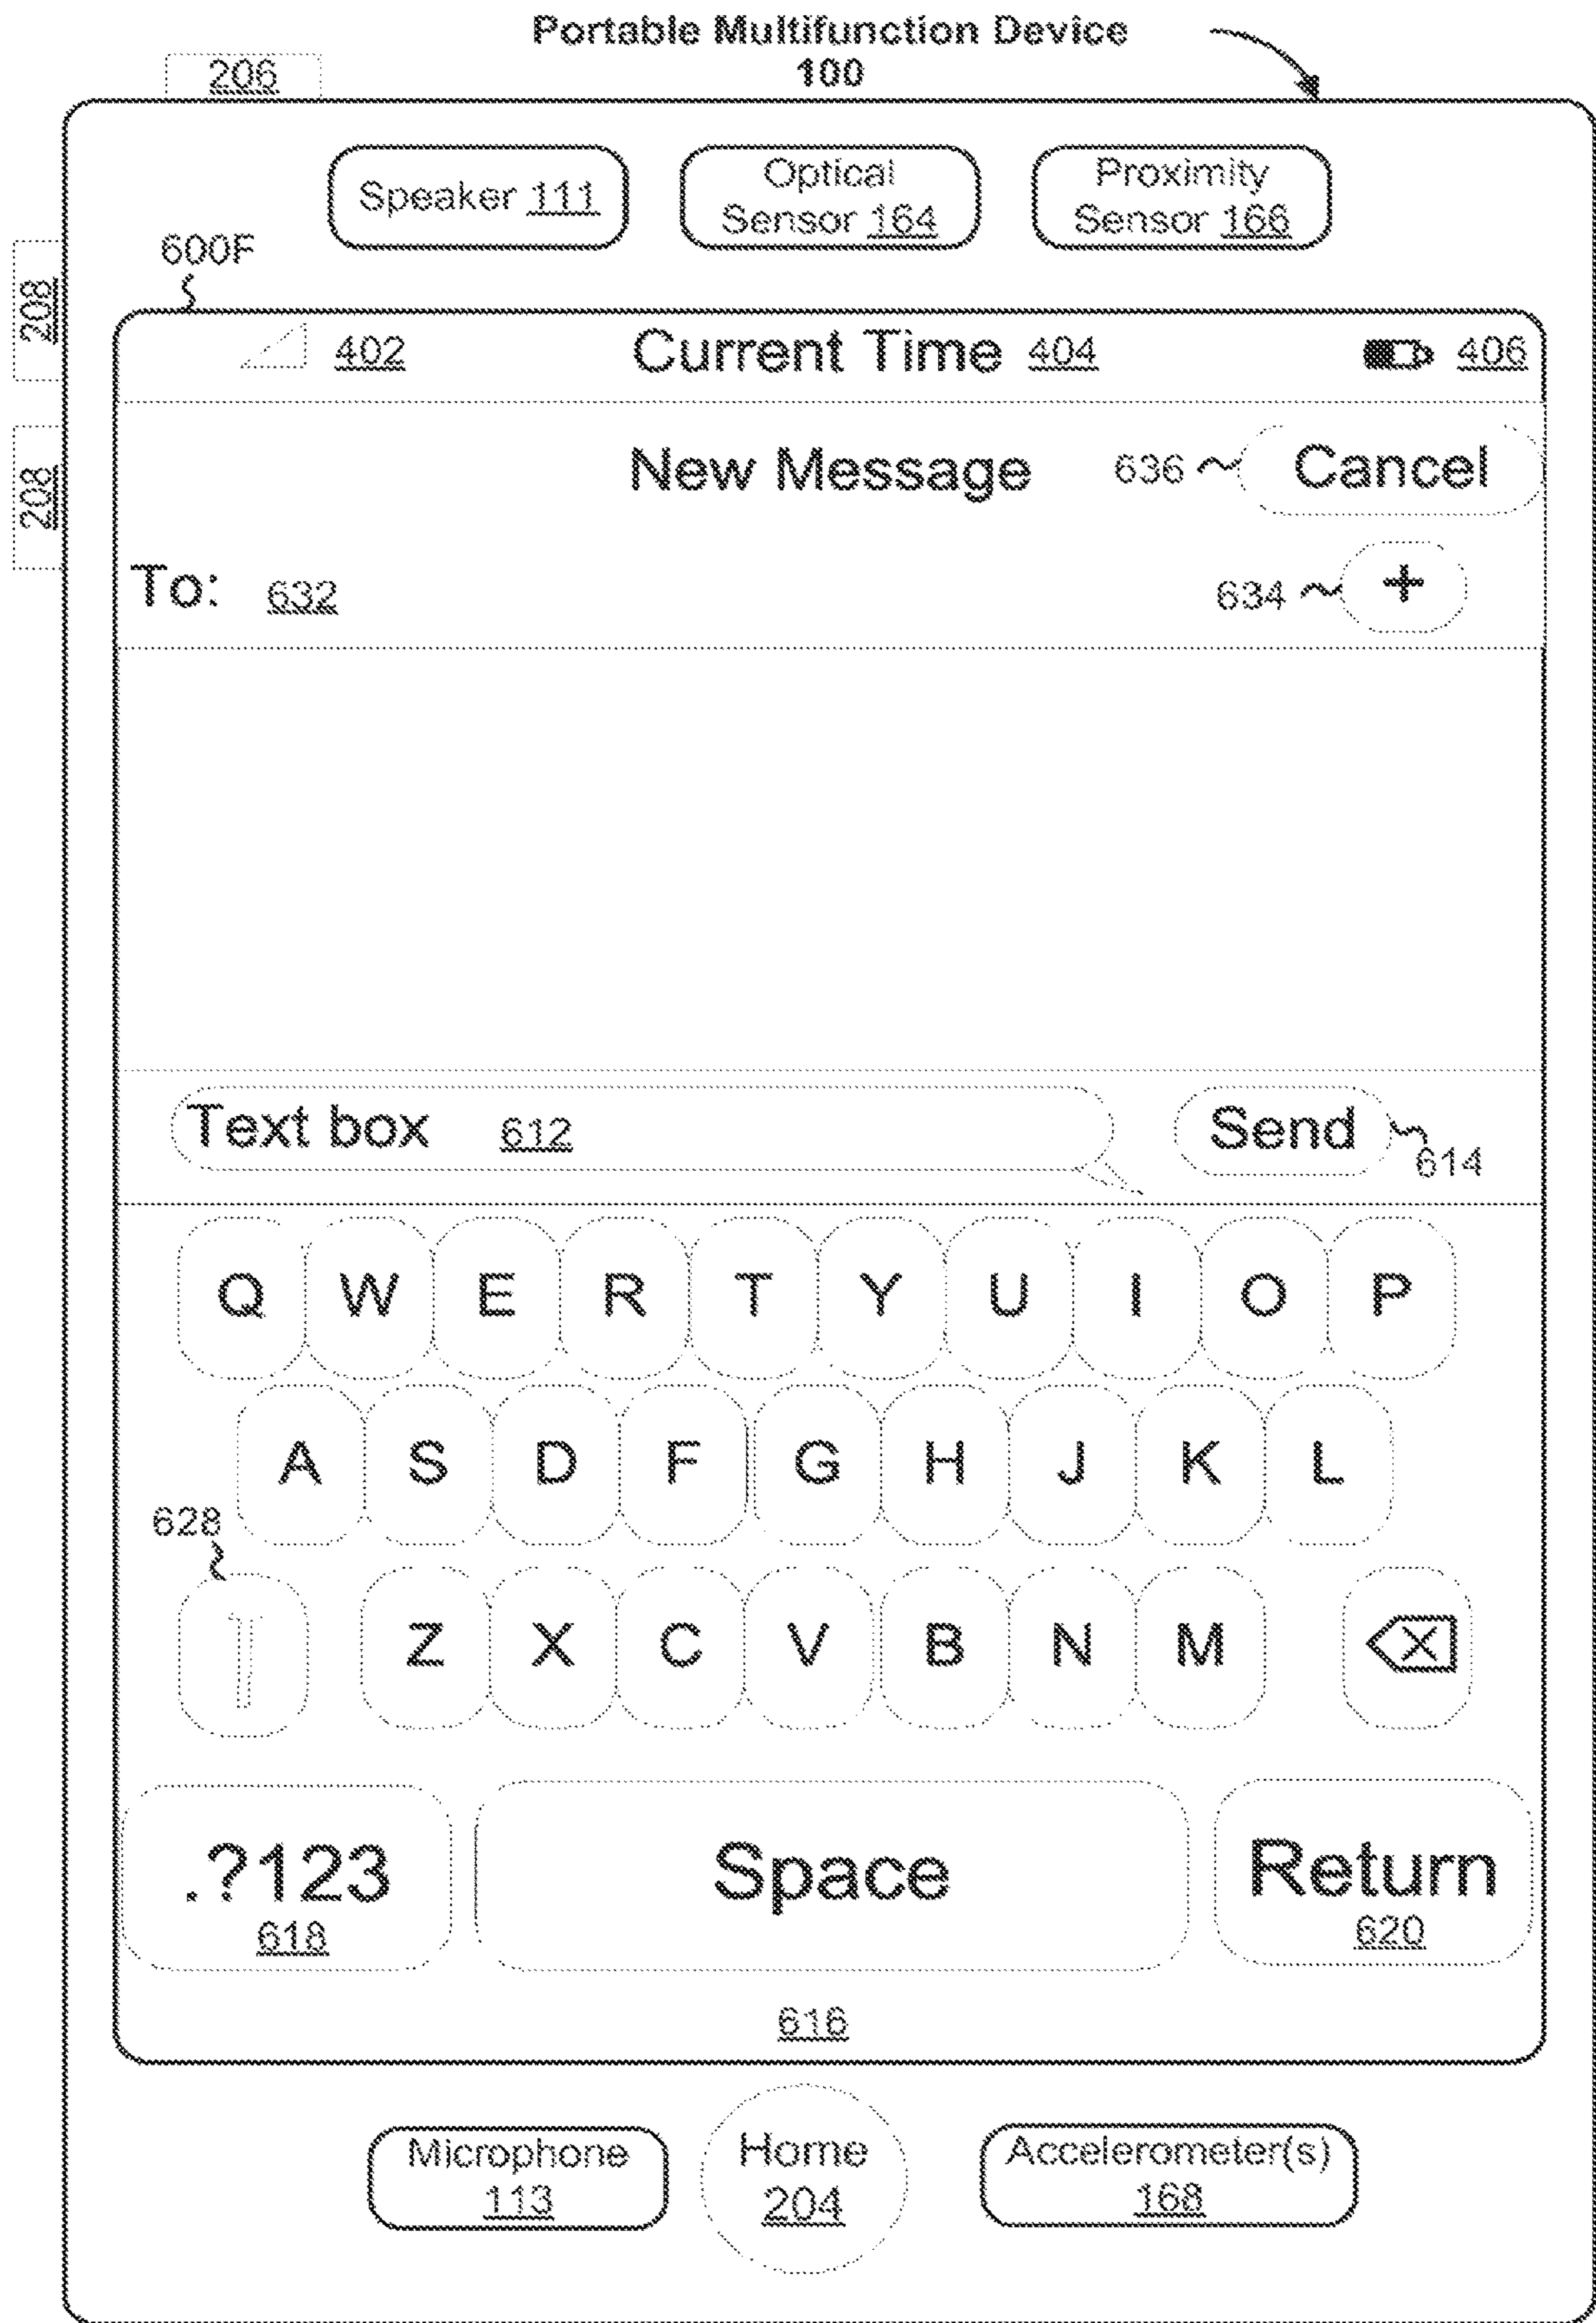 Portable Multifunction Device
100
206
Speaker 111
Optical
Sensor 164
Proximity
Sensor 166
600F
208
402
Current Time 404
406
208
New Message
636
Cancel
To: 632
634
+
Text box 612
Send
614
Q W E R T Y U I O P
A S D F G H J K L
628
Z X C V B N M
X
.?123
618
Space
Return
620
616
Microphone
113
Home
204
Accelerometer(s)
168